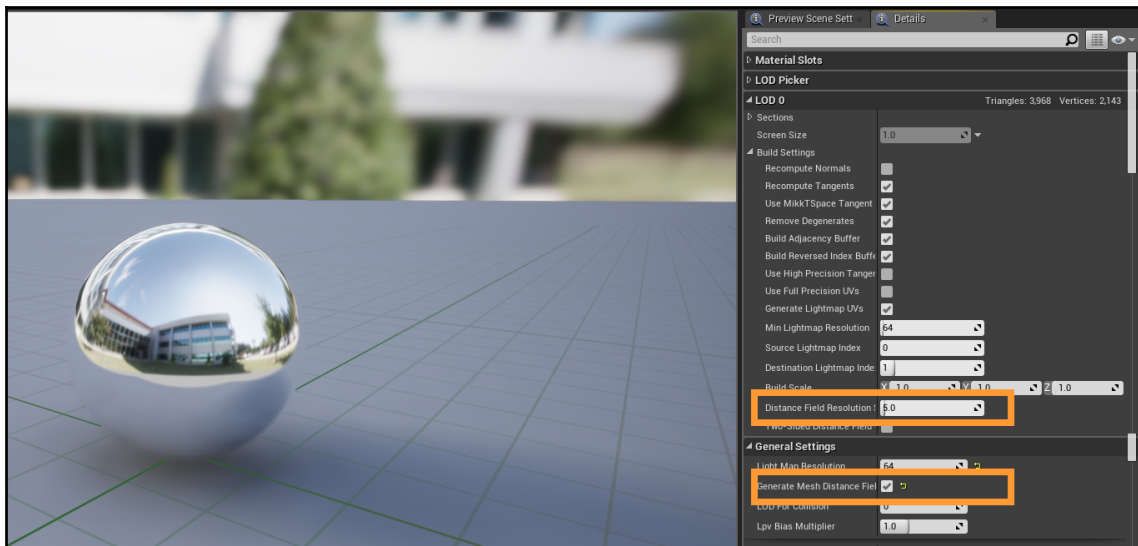 Preview Scene Sett Details
Search
Material Slots
LOD Picker
LOD 0 Triangles: 3,968 Vertices: 2,143
Sections
Screen Size 1.0
Build Settings
Recompute Normals
Recompute Tangents
Use MikkTSpace Tangent
Remove Degenerates
Build Adjacency Buffer
Build Reversed Index Buffe
Use High Precision Tanger
Use Full Precision UVs
Generate Lightmap UVs
Min Lightmap Resolution 64
Source Lightmap Index 0
Destination Lightmap Inde 1
Build Scale X 1.0 Y 1.0 Z 1.0
Distance Field Resolution S 5.0
Two-Sided Distance Field
General Settings
Light Map Resolution 64
Generate Mesh Distance Fiel
LOD For Collision 0
Lpv Bias Multiplier 1.0